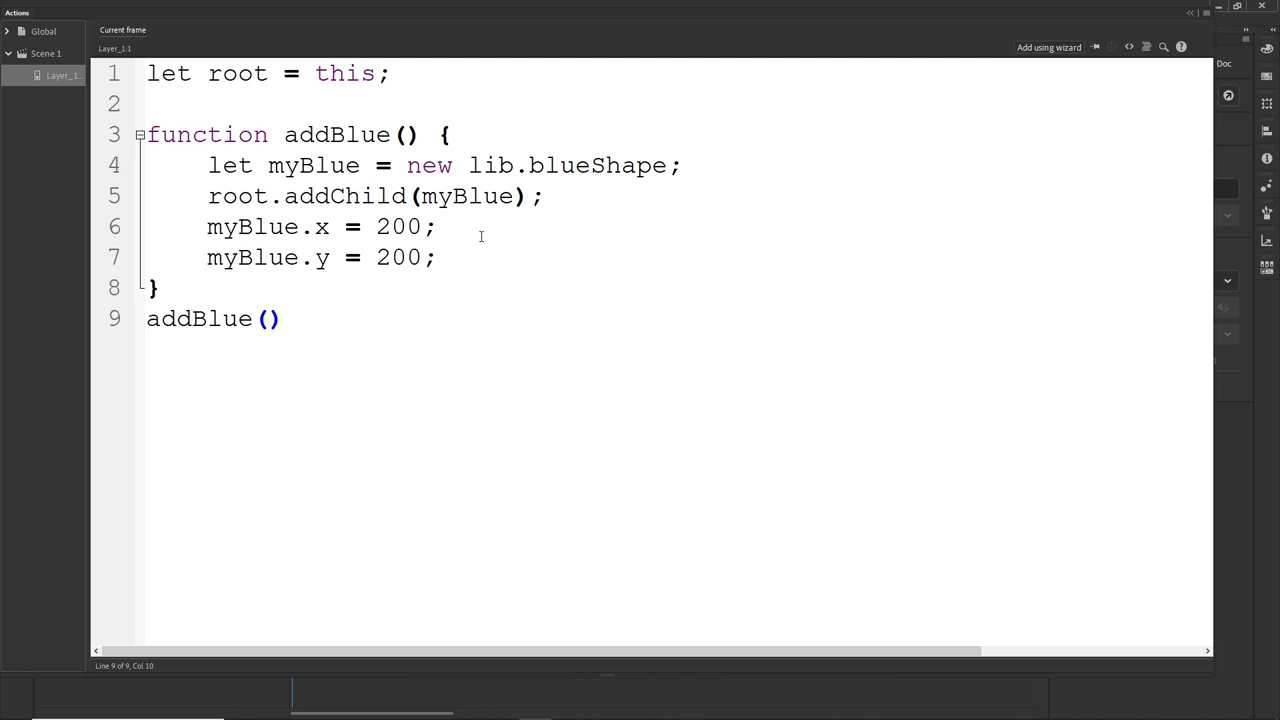 Actions
Global
Current frame
Scene 1
Layer_1:1
Add using wizard
Layer_1...
Doc
1 let root = this;
2
3 function addBlue() {
4 let myBlue = new lib.blueShape;
5 root.addChild(myBlue);
6 myBlue.x = 200;
7 myBlue.y = 200;
8 }
9 addBlue()
Line 9 of 9, Col 10